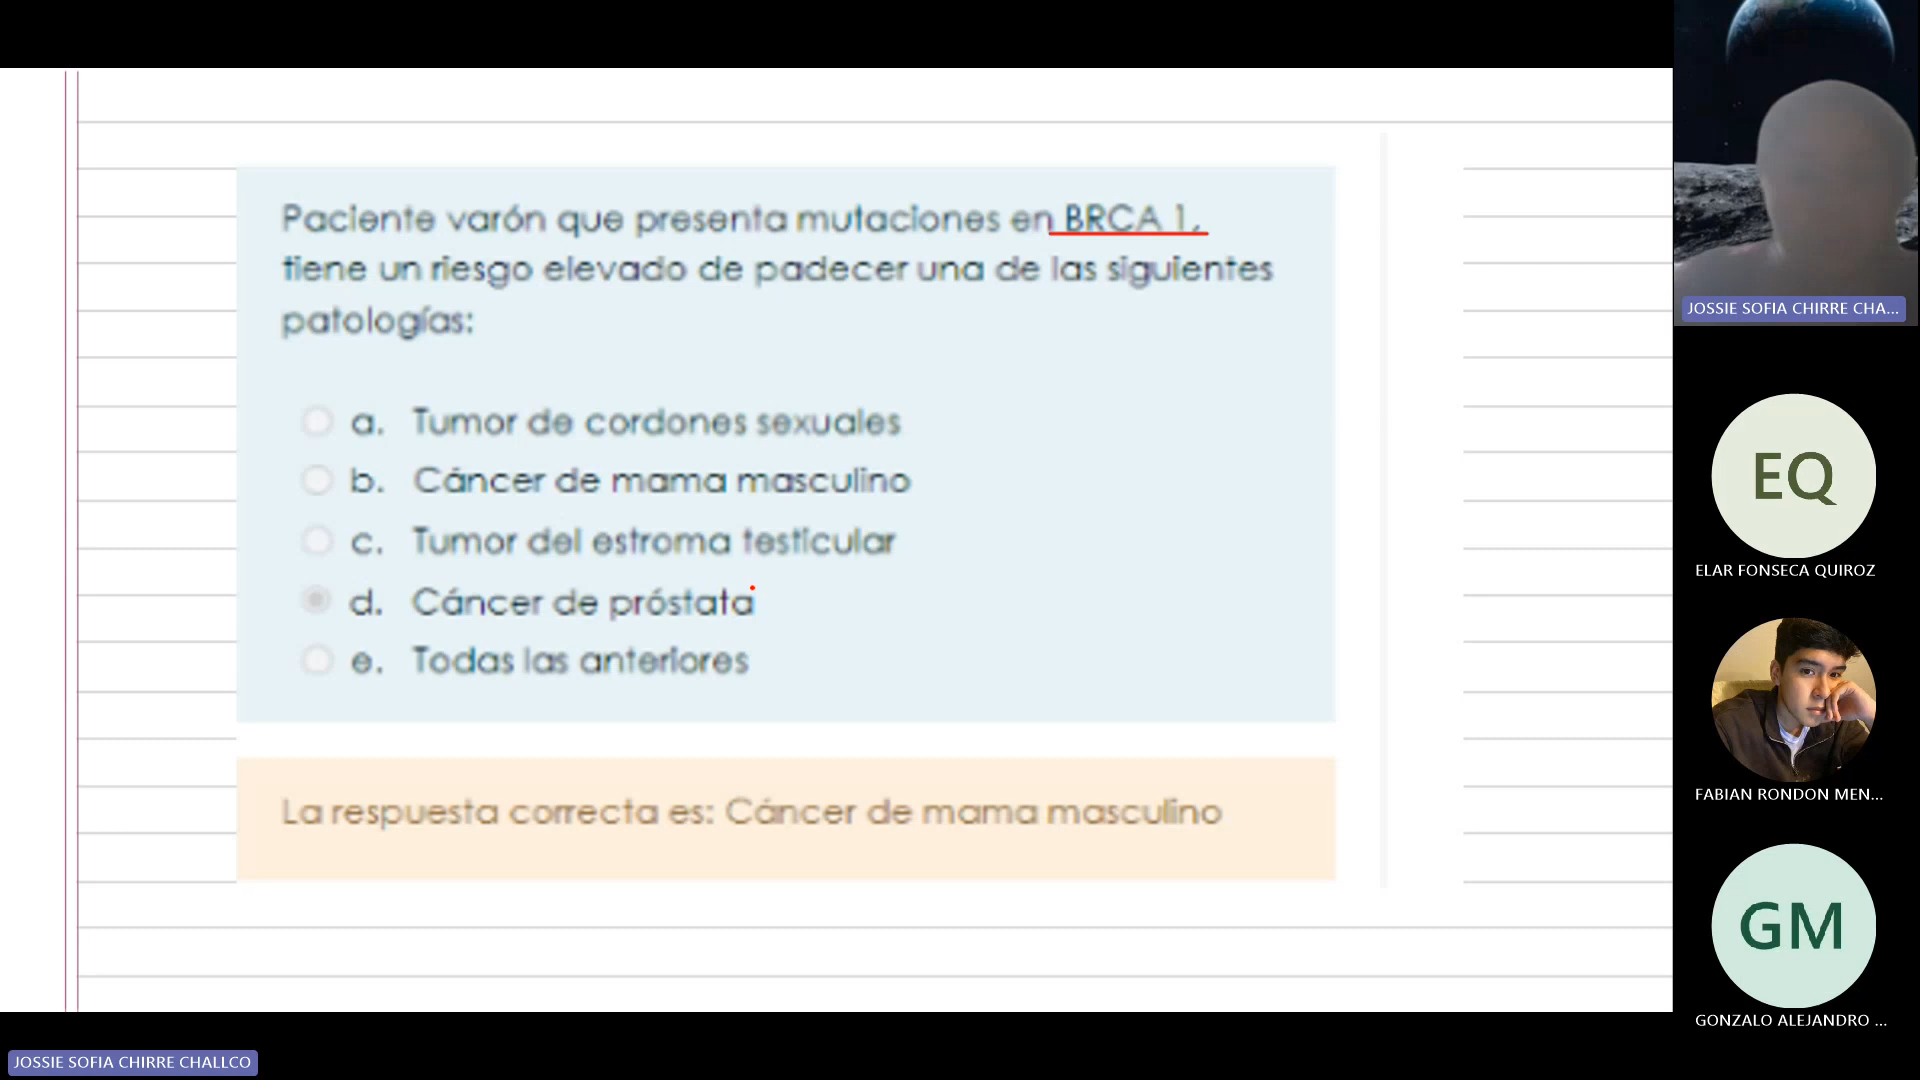 Paciente varón que presenta mutaciones en BRCA 1,
tiene un riesgo elevado de padecer una de las siguientes
patologías:
a. Tumor de cordones sexuales
b. Cáncer de mama masculino
c. Tumor del estroma testicular
d. Cáncer de próstata
e. Todas las anteriores
La respuesta correcta es: Cáncer de mama masculino
JOSSIE SOFIA CHIRRE CHA...
EQ
ELAR FONSECA QUIROZ
FABIAN RONDON MEN...
GM
GONZALO ALEJANDRO ...
JOSSIE SOFIA CHIRRE CHALLCO